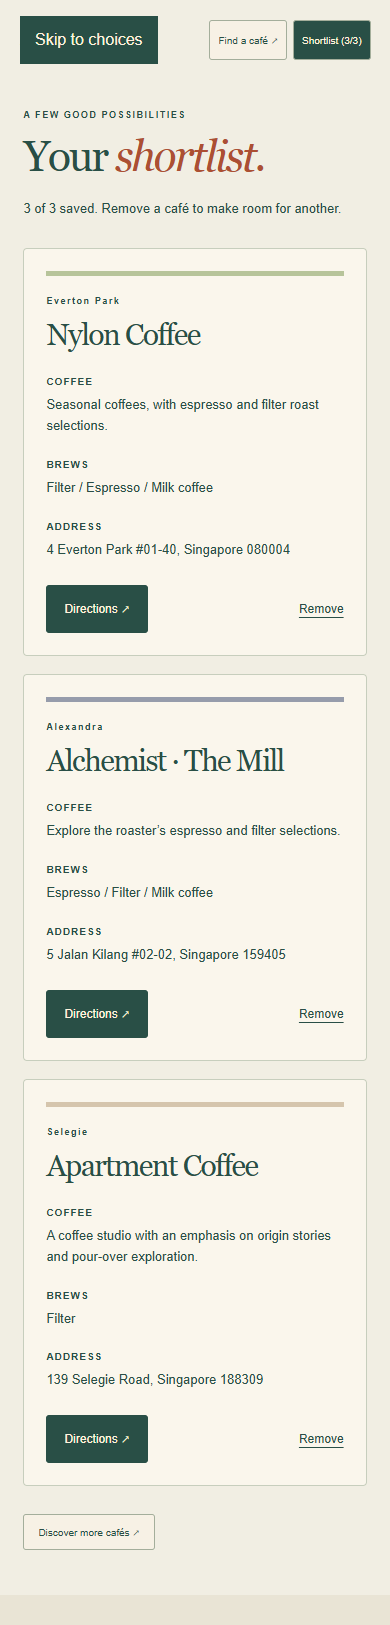 Skip to choices
Find a café ↗
Shortlist (3/3)
A FEW GOOD POSSIBILITIES
Your shortlist.
3 of 3 saved. Remove a café to make room for another.
Everton Park
Nylon Coffee
COFFEE
Seasonal coffees, with espresso and filter roast
selections.
BREWS
Filter / Espresso / Milk coffee
ADDRESS
4 Everton Park #01-40, Singapore 080004
Directions ↗
Remove
Alexandra
Alchemist · The Mill
COFFEE
Explore the roaster’s espresso and filter selections.
BREWS
Espresso / Filter / Milk coffee
ADDRESS
5 Jalan Kilang #02-02, Singapore 159405
Directions ↗
Remove
Selegie
Apartment Coffee
COFFEE
A coffee studio with an emphasis on origin stories
and pour-over exploration.
BREWS
Filter
ADDRESS
139 Selegie Road, Singapore 188309
Directions ↗
Remove
Discover more cafés ↗